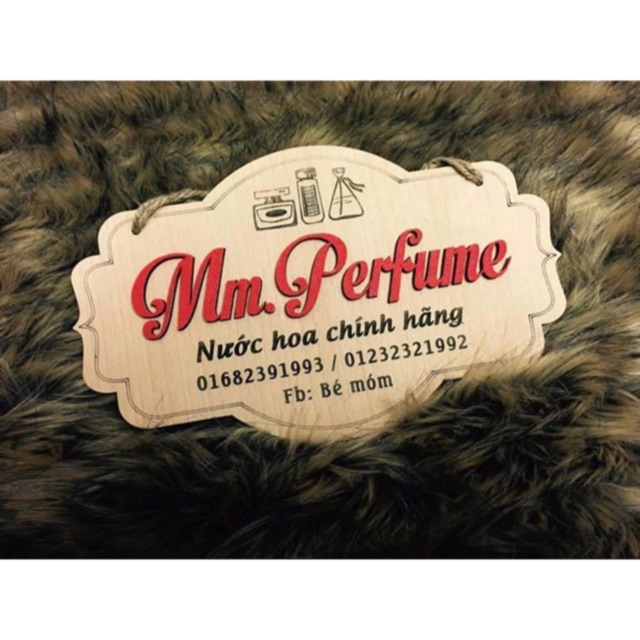 Mm. Perfume
Nước hoa chính hãng
01682391993 / 01232321992
Fb: Bé móm